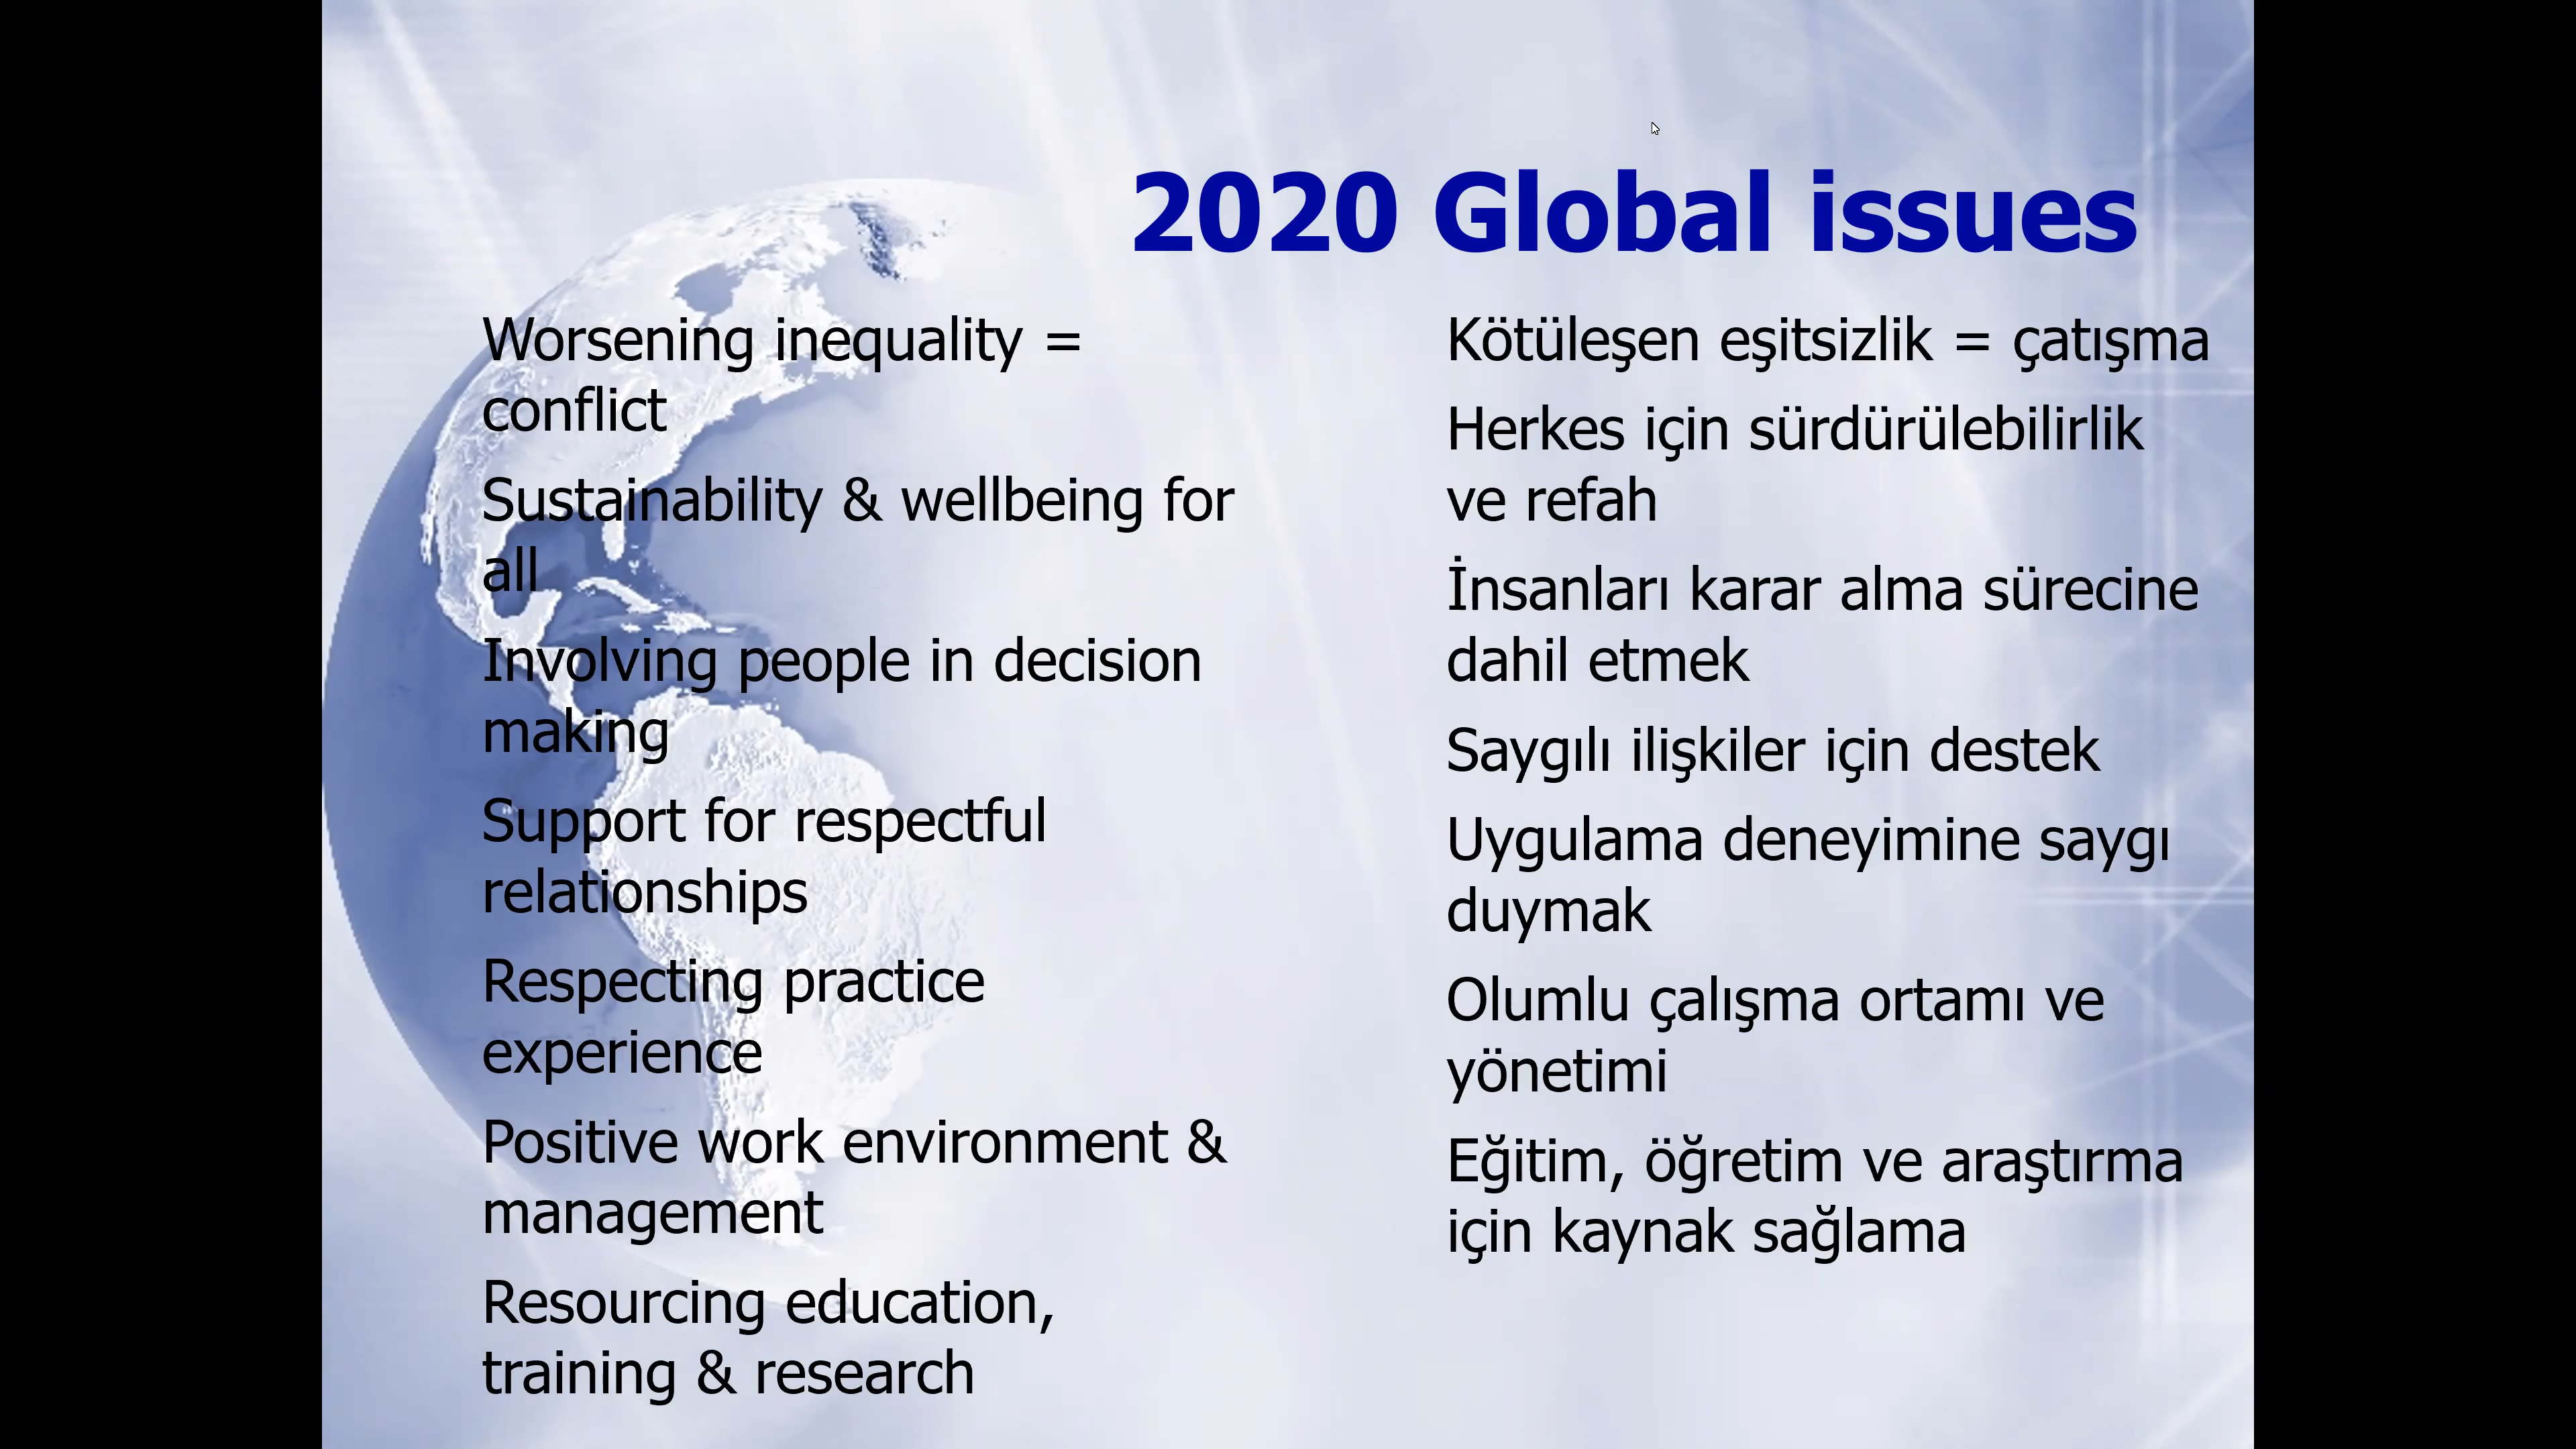 2020 Global issues
Worsening inequality =
conflict
Sustainability & wellbeing for
all
Involving people in decision
making
Support for respectful
relationships
Respecting practice
experience
Positive work environment &
management
Resourcing education,
training & research
Kötüleşen eşitsizlik = çatışma
Herkes için sürdürülebilirlik
ve refah
İnsanları karar alma sürecine
dahil etmek
Saygılı ilişkiler için destek
Uygulama deneyimine saygı
duymak
Olumlu çalışma ortamı ve
yönetimi
Eğitim, öğretim ve araştırma
için kaynak sağlama